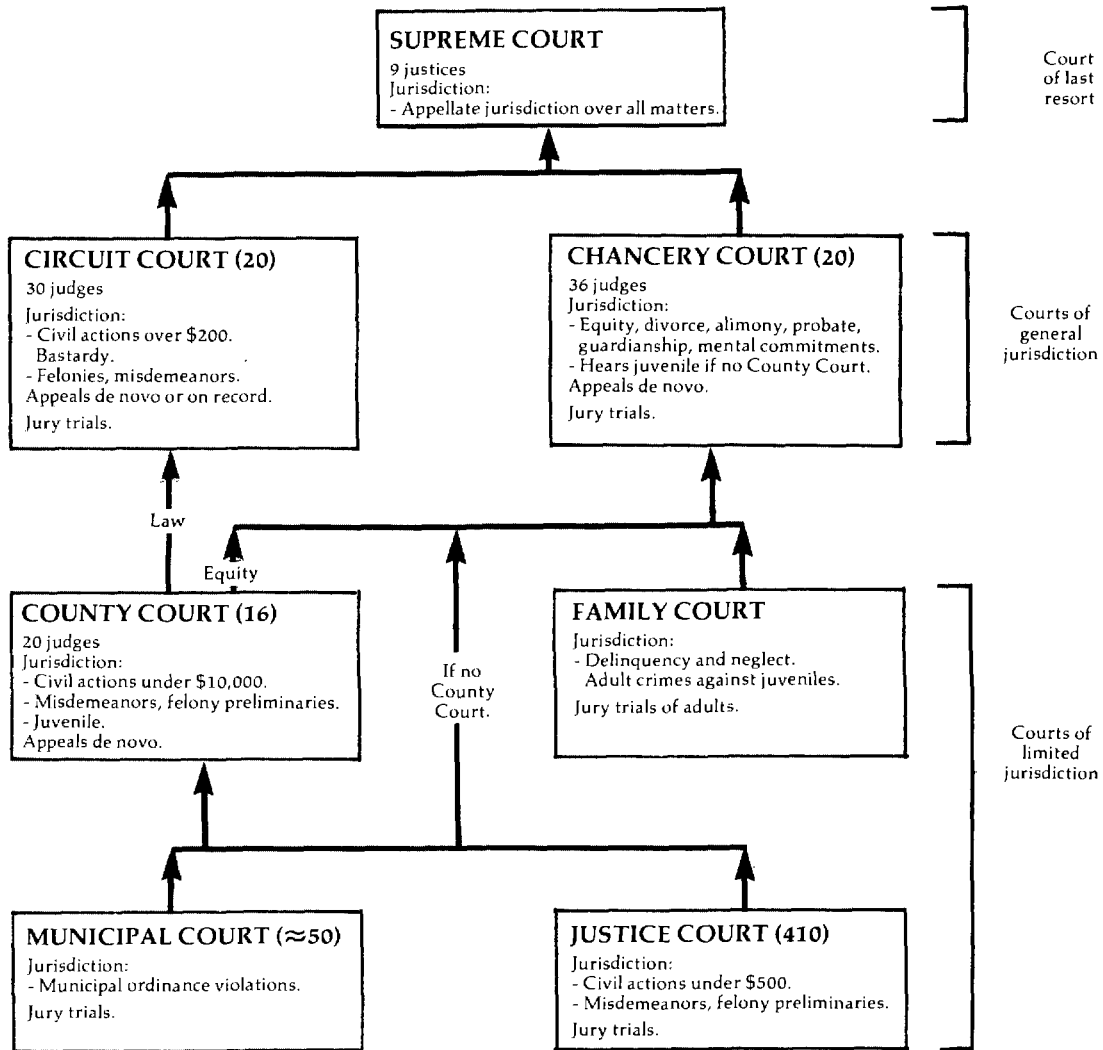 SUPREME COURT
9 justices
Jurisdiction:
- Appellate jurisdiction over all matters.
Court
of last
resort
CIRCUIT COURT (20)
30 judges
Jurisdiction:
- Civil actions over $200.
Bastardy.
- Felonies, misdemeanors.
Appeals de novo or on record.
Jury trials.
CHANCERY COURT (20)
36 judges
Jurisdiction:
- Equity, divorce, alimony, probate,
guardianship, mental commitments.
- Hears juvenile if no County Court.
Appeals de novo.
Jury trials.
Courts of
general
jurisdiction
Law
Equity
COUNTY COURT (16)
20 judges
Jurisdiction:
- Civil actions under $10,000.
- Misdemeanors, felony preliminaries.
- Juvenile.
Appeals de novo.
If no
County
Court.
FAMILY COURT
Jurisdiction:
- Delinquency and neglect.
Adult crimes against juveniles.
Jury trials of adults.
Courts of
limited
jurisdiction
MUNICIPAL COURT (≈50)
Jurisdiction:
- Municipal ordinance violations.
Jury trials.
JUSTICE COURT (410)
Jurisdiction:
- Civil actions under $500.
- Misdemeanors, felony preliminaries.
Jury trials.